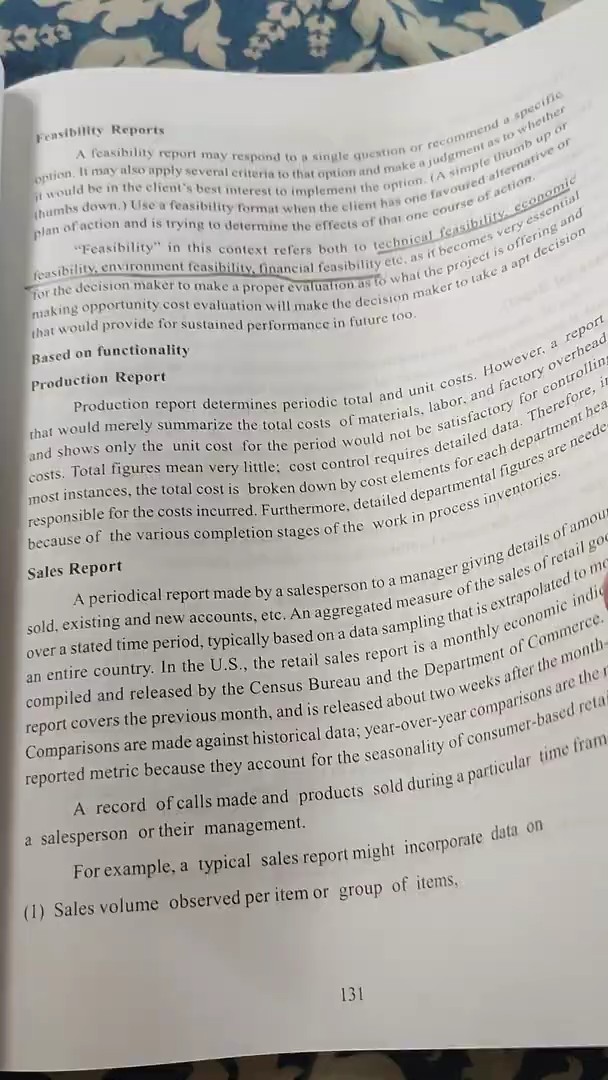 Feasibility Reports
A feasibility report may respond to a single question or recommend a specific
option. It may also apply several criteria to that option and make a judgment as to whether
it would be in the client's best interest to implement the option. (A simple thumb up or
thumbs down.) Use a feasibility format when the client has one favoured alternative or
plan of action and is trying to determine the effects of that one course of action.
"Feasibility" in this context refers both to technical feasibility, economic
feasibility, environment feasibility, financial feasibility etc. as it becomes very essential
for the decision maker to make a proper evaluation as to what the project is offering and
making opportunity cost evaluation will make the decision maker to take a apt decision
that would provide for sustained performance in future too.
Based on functionality
Production Report
Production report determines periodic total and unit costs. However, a report
that would merely summarize the total costs of materials, labor, and factory overhead
and shows only the unit cost for the period would not be satisfactory for controlling
costs. Total figures mean very little; cost control requires detailed data. Therefore, in
most instances, the total cost is broken down by cost elements for each department hea
responsible for the costs incurred. Furthermore, detailed departmental figures are neede
because of the various completion stages of the work in process inventories.
Sales Report
A periodical report made by a salesperson to a manager giving details of amou
sold, existing and new accounts, etc. An aggregated measure of the sales of retail goo
over a stated time period, typically based on a data sampling that is extrapolated to mo
an entire country. In the U.S., the retail sales report is a monthly economic indic
compiled and released by the Census Bureau and the Department of Commerce.
report covers the previous month, and is released about two weeks after the month-
Comparisons are made against historical data; year-over-year comparisons are the
reported metric because they account for the seasonality of consumer-based retai
A record of calls made and products sold during a particular time fram
a salesperson or their management.
For example, a typical sales report might incorporate data on
(1) Sales volume observed per item or group of items,
131